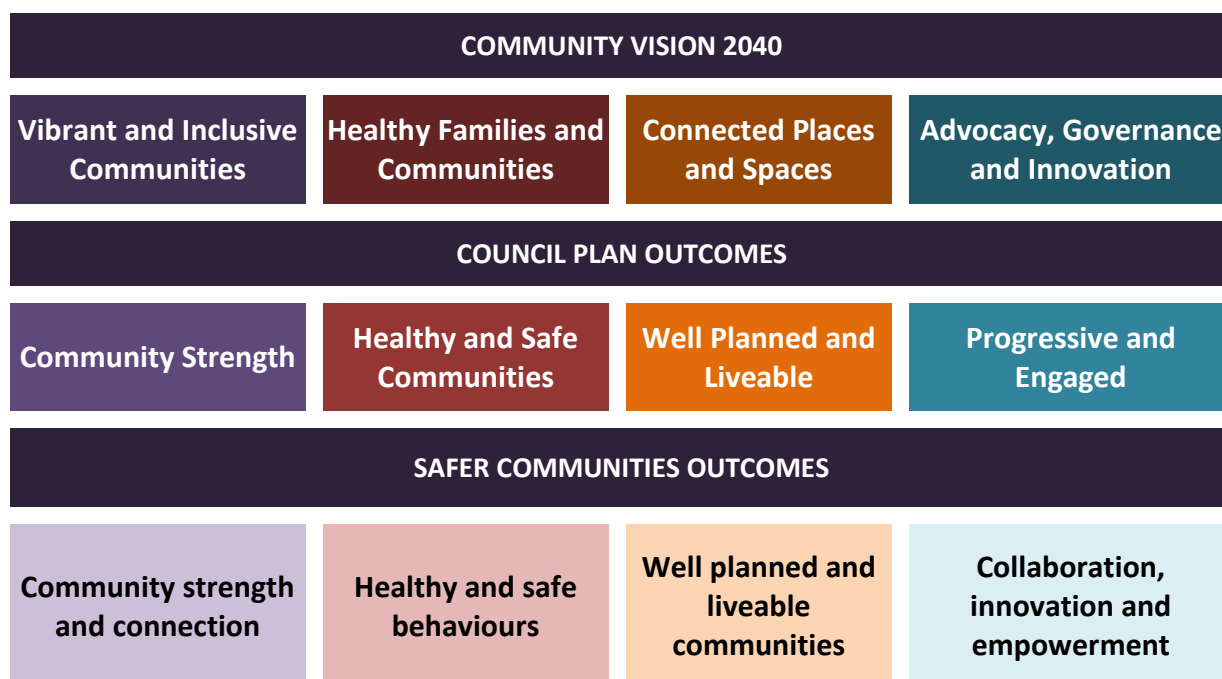 COMMUNITY VISION 2040
Vibrant and Inclusive
Communities
Healthy Families and
Communities
Connected Places
and Spaces
Advocacy, Governance
and Innovation
COUNCIL PLAN OUTCOMES
Community Strength
Healthy and Safe
Communities
Well Planned and
Liveable
Progressive and
Engaged
SAFER COMMUNITIES OUTCOMES
Community strength
and connection
Healthy and safe
behaviours
Well planned and
liveable
communities
Collaboration,
innovation and
empowerment